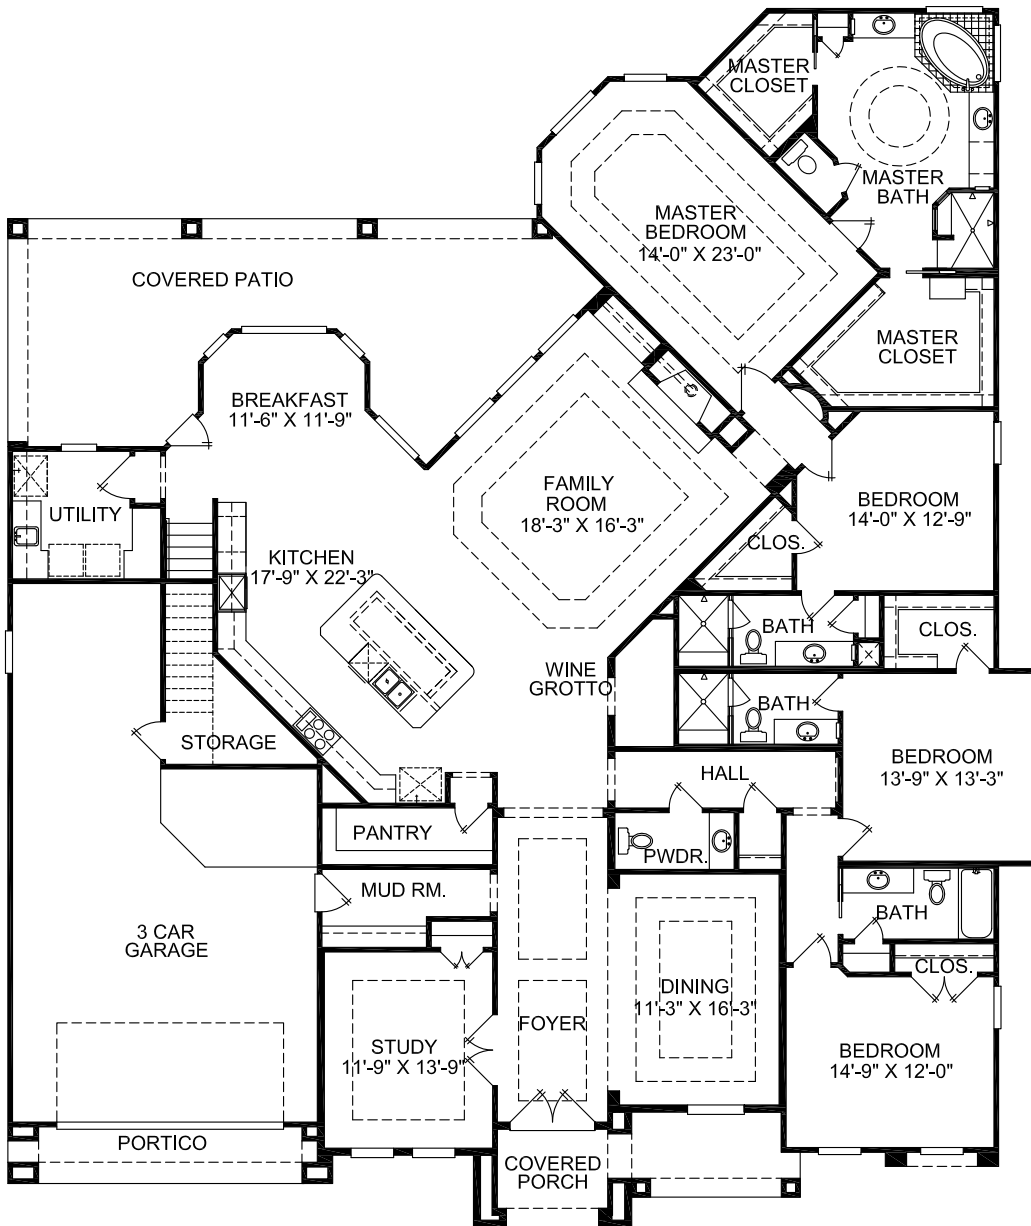 MASTER
CLOSET
MASTER
BATH
MASTER
BEDROOM
14'-0" X 23'-0"
COVERED PATIO
MASTER
CLOSET
BREAKFAST
11'-6" X 11'-9"
FAMILY
ROOM
18'-3" X 16'-3"
BEDROOM
14'-0" X 12'-9"
UTILITY
CLOS.
KITCHEN
17'-9" X 22'-3"
BATH
CLOS.
WINE
GROTTO
BATH
STORAGE
BEDROOM
13'-9" X 13'-3"
HALL
PANTRY
PWDR.
MUD RM.
BATH
3 CAR
GARAGE
CLOS.
DINING
11'-3" X 16'-3"
FOYER
STUDY
11'-9" X 13'-9"
BEDROOM
14'-9" X 12'-0"
PORTICO
COVERED
PORCH